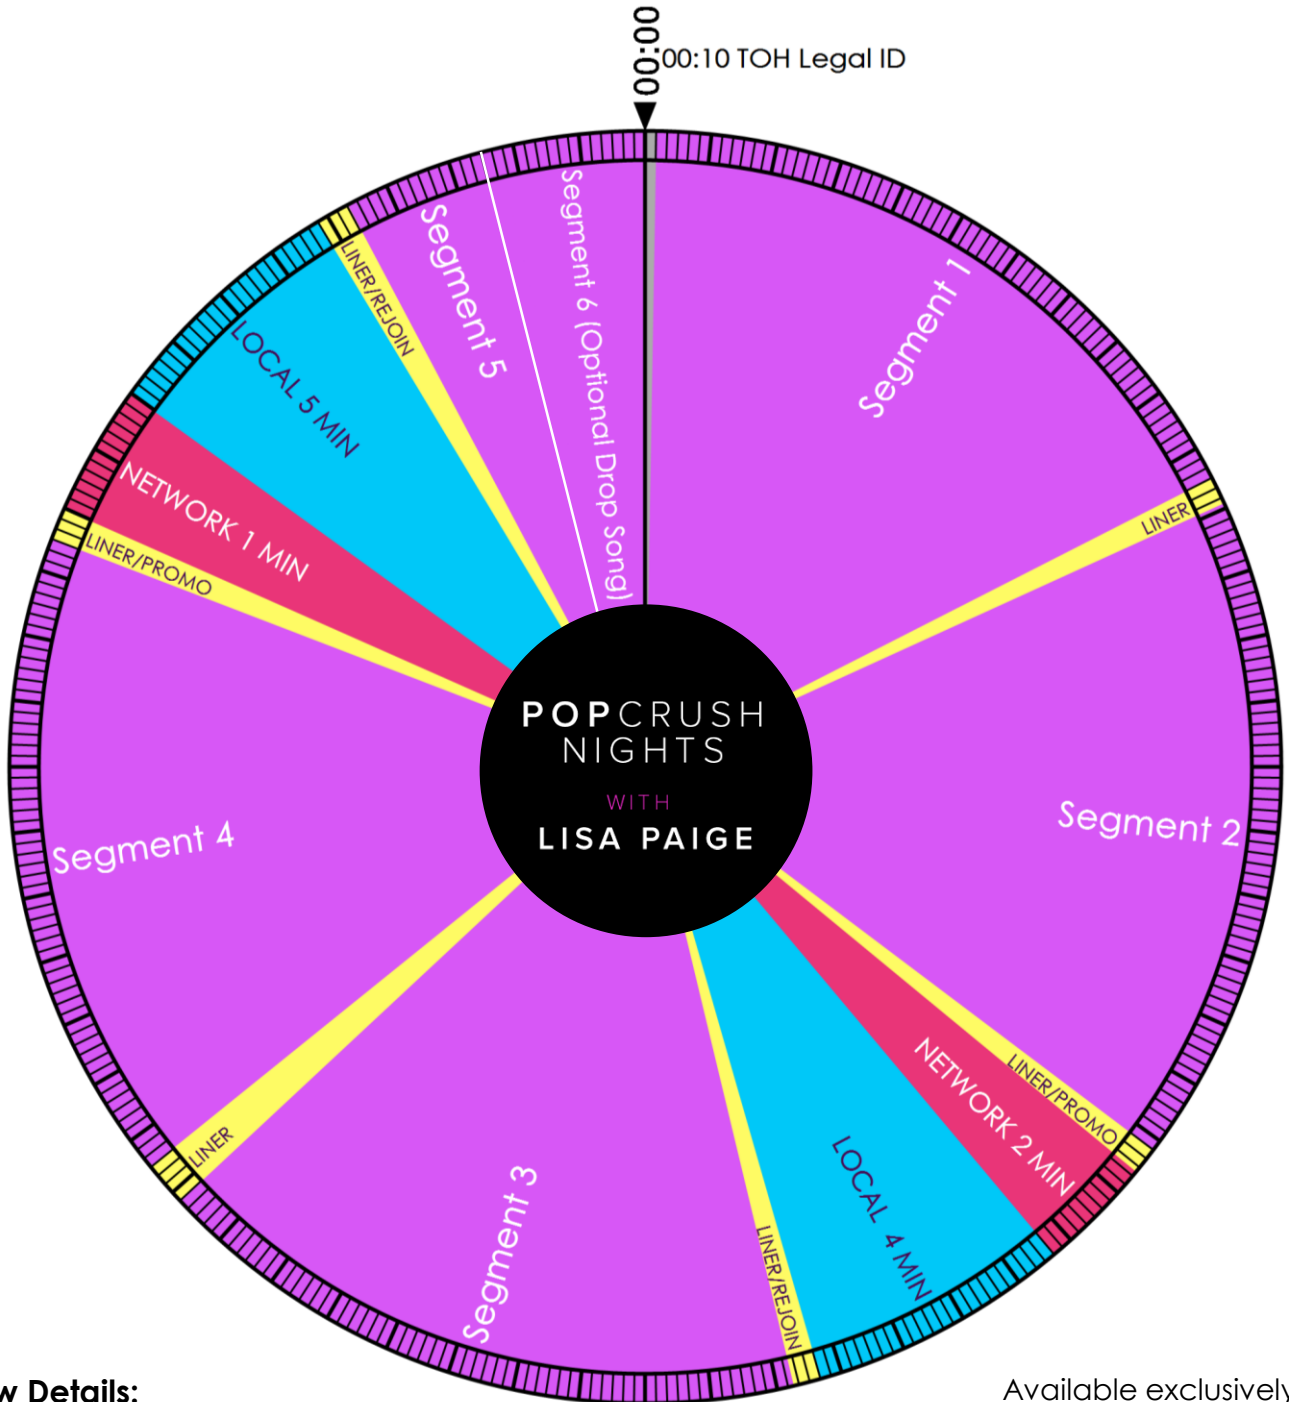 00:00
00:10 TOH Legal ID
Segment 1
LINER
Segment 2
LINER/PROMO
NETWORK 2 MIN
LOCAL 4 MIN
LINER/REJOIN
Segment 3
LINER
Segment 4
LINER/PROMO
NETWORK 1 MIN
LOCAL 5 MIN
LINER/REJOIN
Segment 5
Segment 6 (Optional Drop Song)
POPCRUSH
NIGHTS
WITH
LISA PAIGE
w Details:
Available exclusively